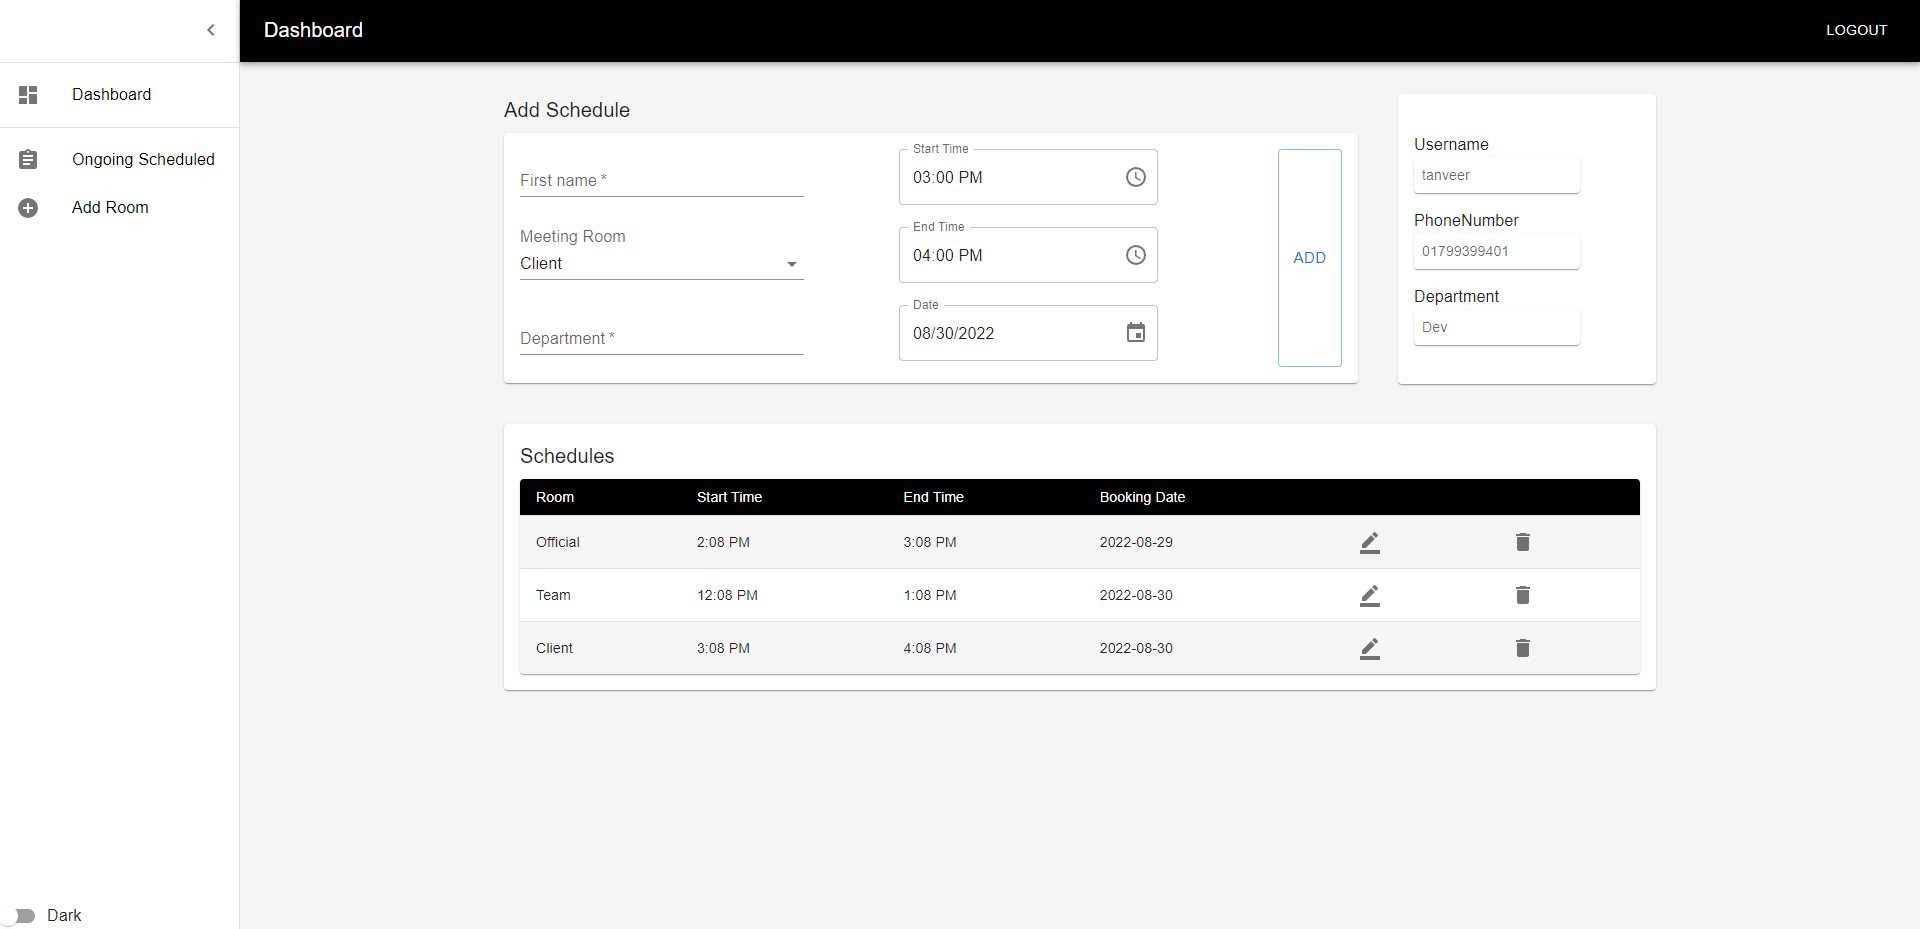 Dashboard
LOGOUT
Dashboard
Ongoing Scheduled
Add Room
Dark
Add Schedule
First name *
Meeting Room
Client
Department *
Start Time
03:00 PM
End Time
04:00 PM
Date
08/30/2022
ADD
Username
tanveer
PhoneNumber
01799399401
Department
Dev
Schedules
Room Start Time End Time Booking Date
Official 2:08 PM 3:08 PM 2022-08-29
Team 12:08 PM 1:08 PM 2022-08-30
Client 3:08 PM 4:08 PM 2022-08-30